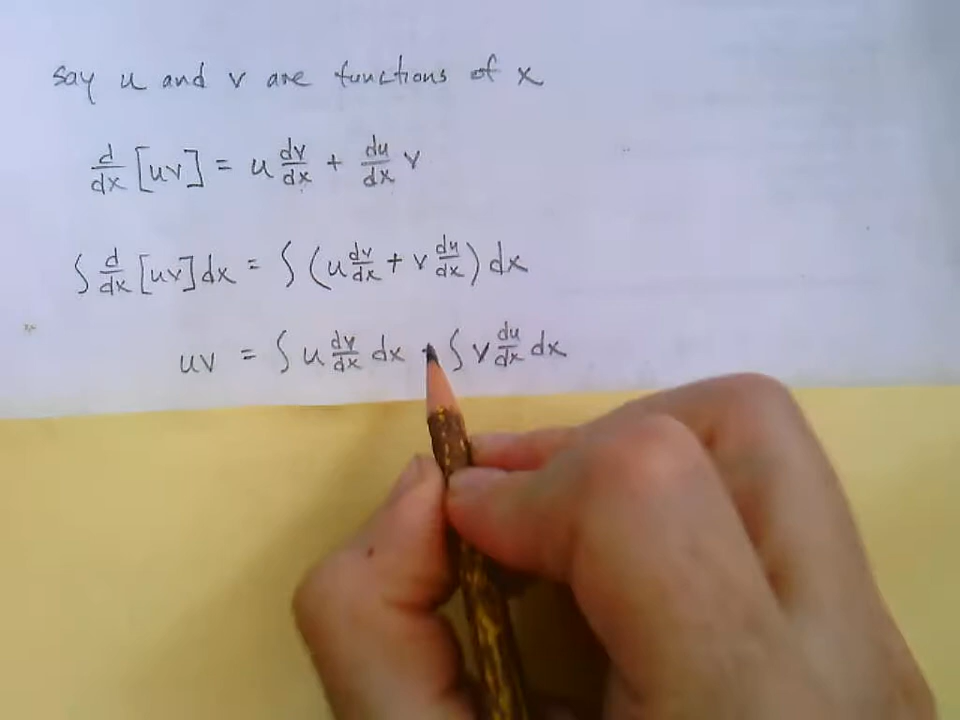 say u and v are functions of x
d/dx [uv] = u dv/dx + du/dx v
∫ d/dx [uv] dx = ∫ (u dv/dx + v du/dx) dx
uv = ∫ u dv/dx dx + ∫ v du/dx dx